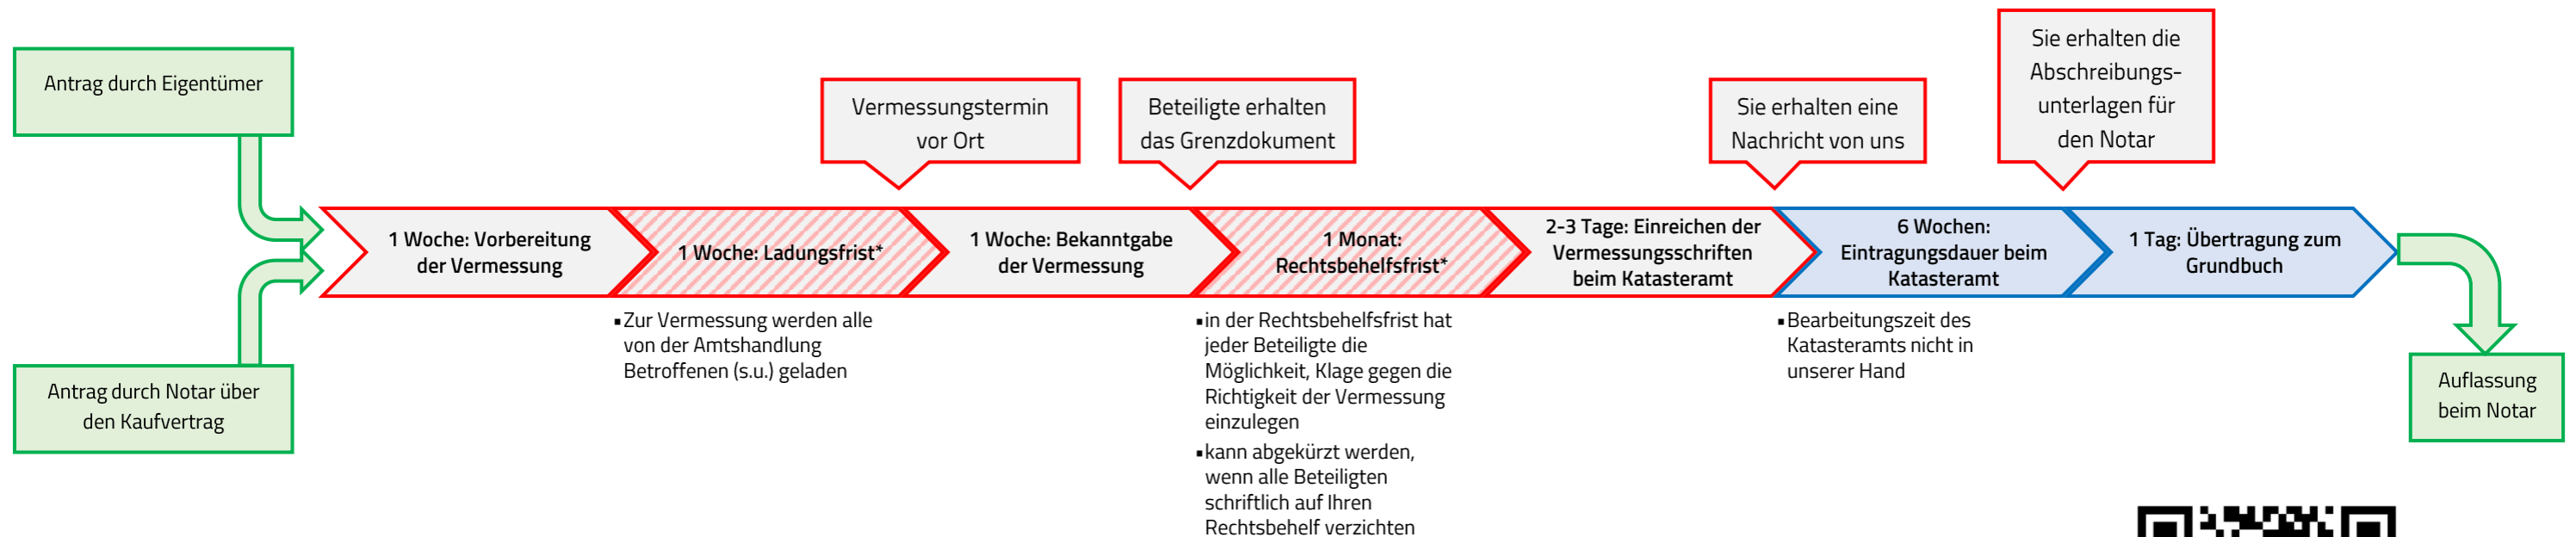 Antrag durch Eigentümer
Antrag durch Notar über
den Kaufvertrag
Vermessungstermin
vor Ort
Beteiligte erhalten
das Grenzdokument
Sie erhalten eine
Nachricht von uns
Sie erhalten die
Abschreibungs-
unterlagen für
den Notar
1 Woche: Vorbereitung
der Vermessung
1 Woche: Ladungsfrist*
1 Woche: Bekanntgabe
der Vermessung
1 Monat:
Rechtsbehelfsfrist*
2-3 Tage: Einreichen der
Vermessungsschriften
beim Katasteramt
6 Wochen:
Eintragungsdauer beim
Katasteramt
1 Tag: Übertragung zum
Grundbuch
▪Zur Vermessung werden alle
von der Amtshandlung
Betroffenen (s.u.) geladen
▪in der Rechtsbehelfsfrist hat
jeder Beteiligte die
Möglichkeit, Klage gegen die
Richtigkeit der Vermessung
einzulegen
▪kann abgekürzt werden,
wenn alle Beteiligten
schriftlich auf Ihren
Rechtsbehelf verzichten
▪Bearbeitungszeit des
Katasteramts nicht in
unserer Hand
Auflassung
beim Notar